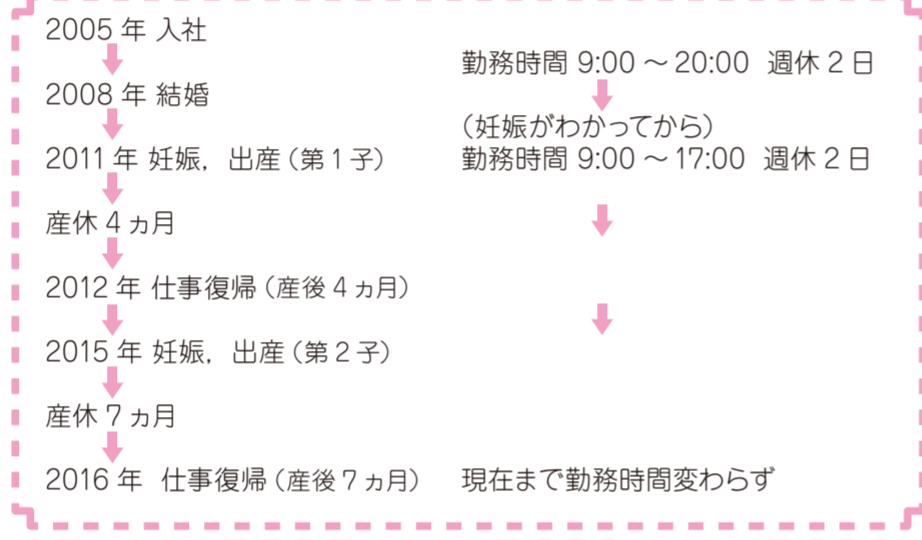 2005 年 入社
勤務時間 9:00 ～ 20:00 週休 2 日
2008 年 結婚
（妊娠がわかってから）
2011 年 妊娠，出産（第 1 子）
勤務時間 9:00 ～ 17:00 週休 2 日
産休 4 ヵ月
2012 年 仕事復帰（産後 4 ヵ月）
2015 年 妊娠，出産（第 2 子）
産休 7 ヵ月
2016 年 仕事復帰（産後 7 ヵ月）
現在まで勤務時間変わらず